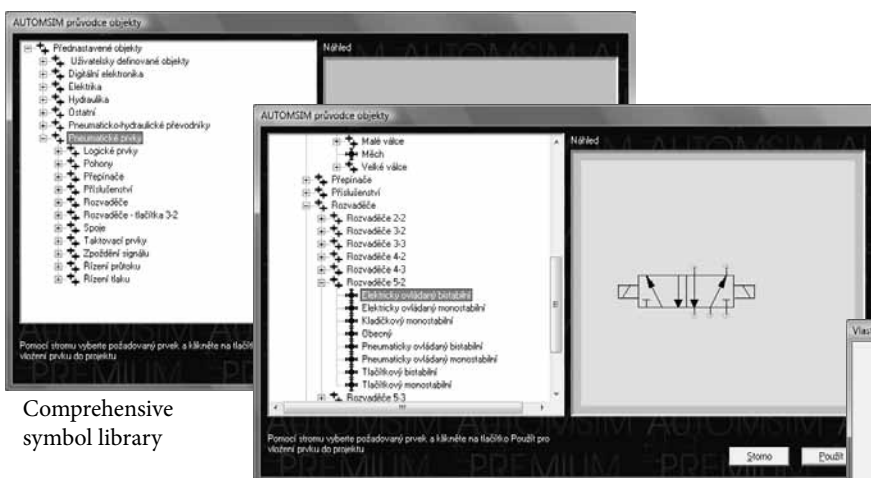 AUTOMSIM průvodce objekty
Přednastavené objekty
Uživatelsky definované objekty
Digitální elektronika
Elektrika
Hydraulika
Ostatní
Pneumaticko-hydraulické převodníky
Pneumatické prvky
Logické prvky
Pohony
Přepínače
Příslušenství
Rozvaděče
Rozvaděče - tlačítka 3-2
Spoje
Taktovací prvky
Zpoždění signálu
Řízení průtoku
Řízení tlaku
Náhled
Pomocí stromu vyberte požadovaný prvek a klikněte na tlačít
vložení prvku do projektu
AUTOMSIM průvodce objekty
Malé válce
Měch
Velké válce
Přepínače
Příslušenství
Rozvaděče
Rozvaděče 2-2
Rozvaděče 3-2
Rozvaděče 3-3
Rozvaděče 4-2
Rozvaděče 4-3
Rozvaděče 5-2
Elektricky ovládaný bistabilní
Elektricky ovládaný monostabilní
Kladičkový monostabilní
Obecný
Pneumaticky ovládaný bistabilní
Pneumaticky ovládaný monostabilní
Tlačítkový bistabilní
Tlačítkový monostabilní
Rozvaděče 5-3
Náhled
Pomocí stromu vyberte požadovaný prvek a klikněte na tlačítko Použít pro
vložení prvku do projektu
Storno
Použít
Vlast
Comprehensive
symbol library